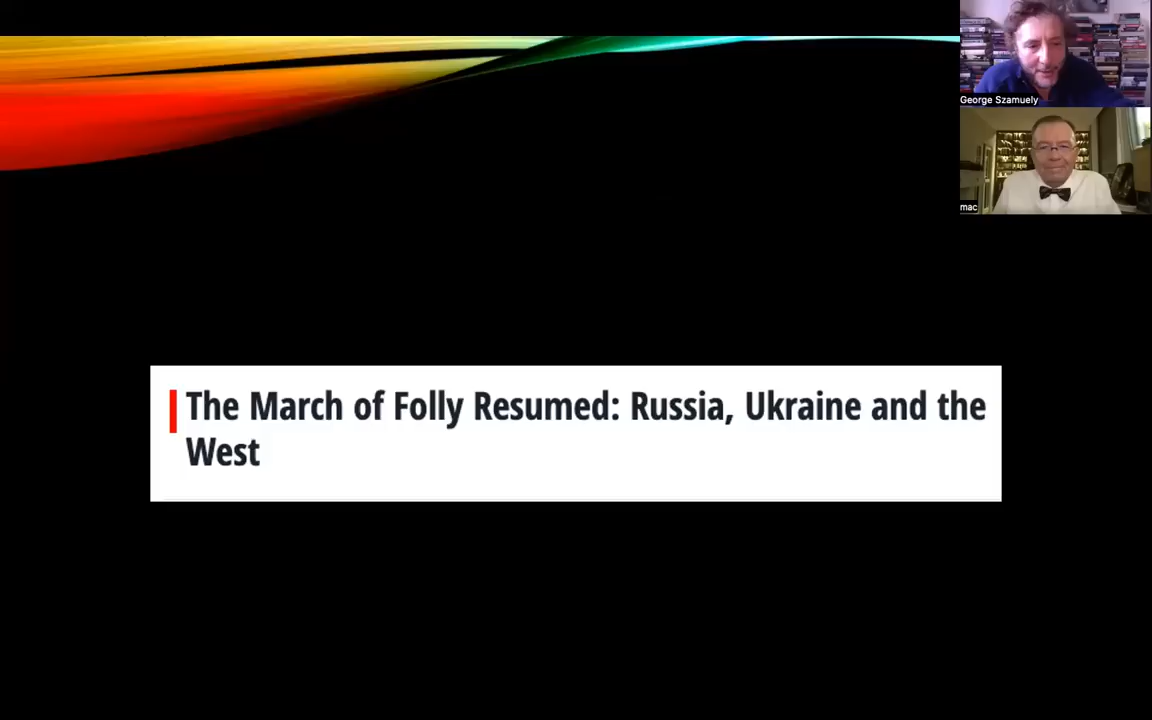 George Szamuely
mac
The March of Folly Resumed: Russia, Ukraine and the
West